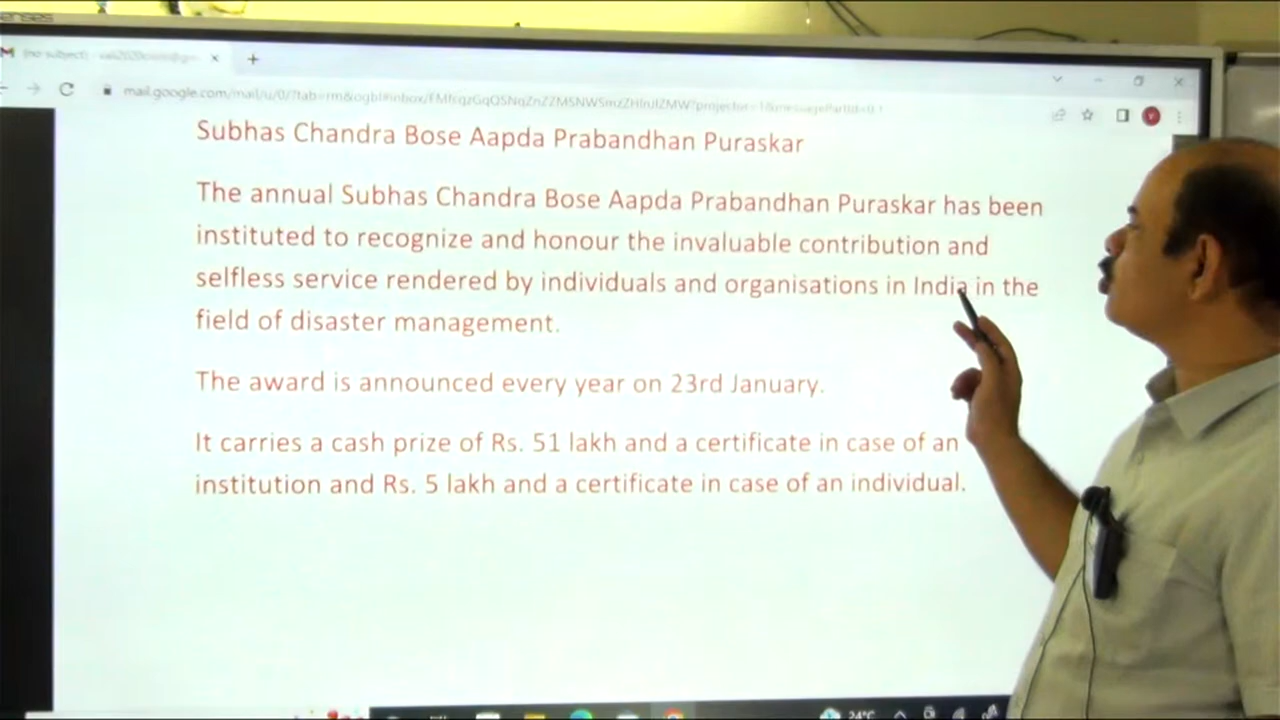 Subhas Chandra Bose Aapda Prabandhan Puraskar
The annual Subhas Chandra Bose Aapda Prabandhan Puraskar has been
instituted to recognize and honour the invaluable contribution and
selfless service rendered by individuals and organisations in India in the
field of disaster management.
The award is announced every year on 23rd January.
It carries a cash prize of Rs. 51 lakh and a certificate in case of an
institution and Rs. 5 lakh and a certificate in case of an individual.
24°C